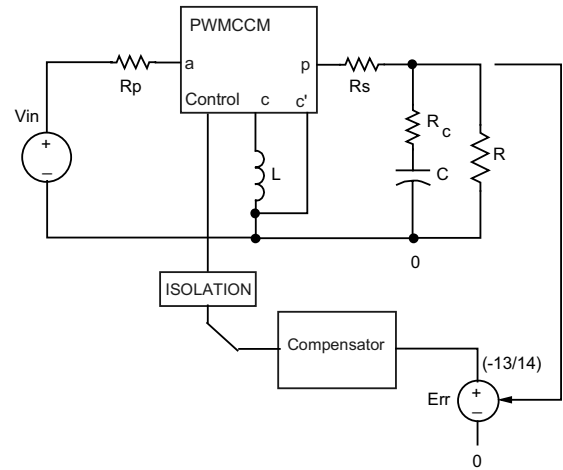 PWMCCM
a
p
Rp
Rs
Control
c
c'
Vin
+
–
L
R c
C
R
0
ISOLATION
Compensator
(-13/14)
Err
+
–
0